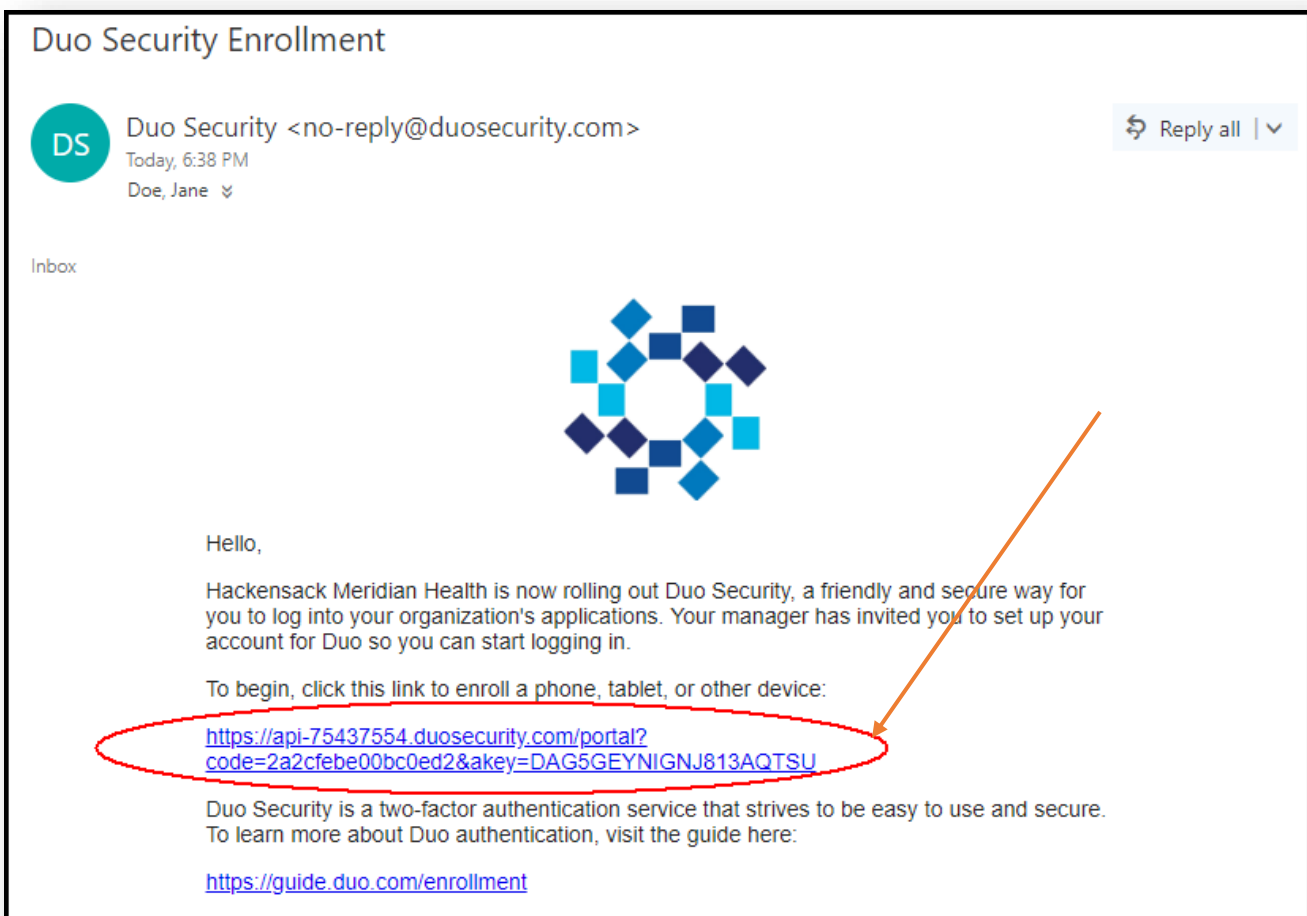 Duo Security Enrollment
DS
Duo Security <no-reply@duosecurity.com>
Reply all
Today, 6:38 PM
Doe, Jane
Inbox
Hello,
Hackensack Meridian Health is now rolling out Duo Security, a friendly and secure way for
you to log into your organization's applications. Your manager has invited you to set up your
account for Duo so you can start logging in.
To begin, click this link to enroll a phone, tablet, or other device:
https://api-75437554.duosecurity.com/portal?
code=2a2cfebe00bc0ed2&akey=DAG5GEYNIGNJ813AQTSU
Duo Security is a two-factor authentication service that strives to be easy to use and secure.
To learn more about Duo authentication, visit the guide here:
https://guide.duo.com/enrollment